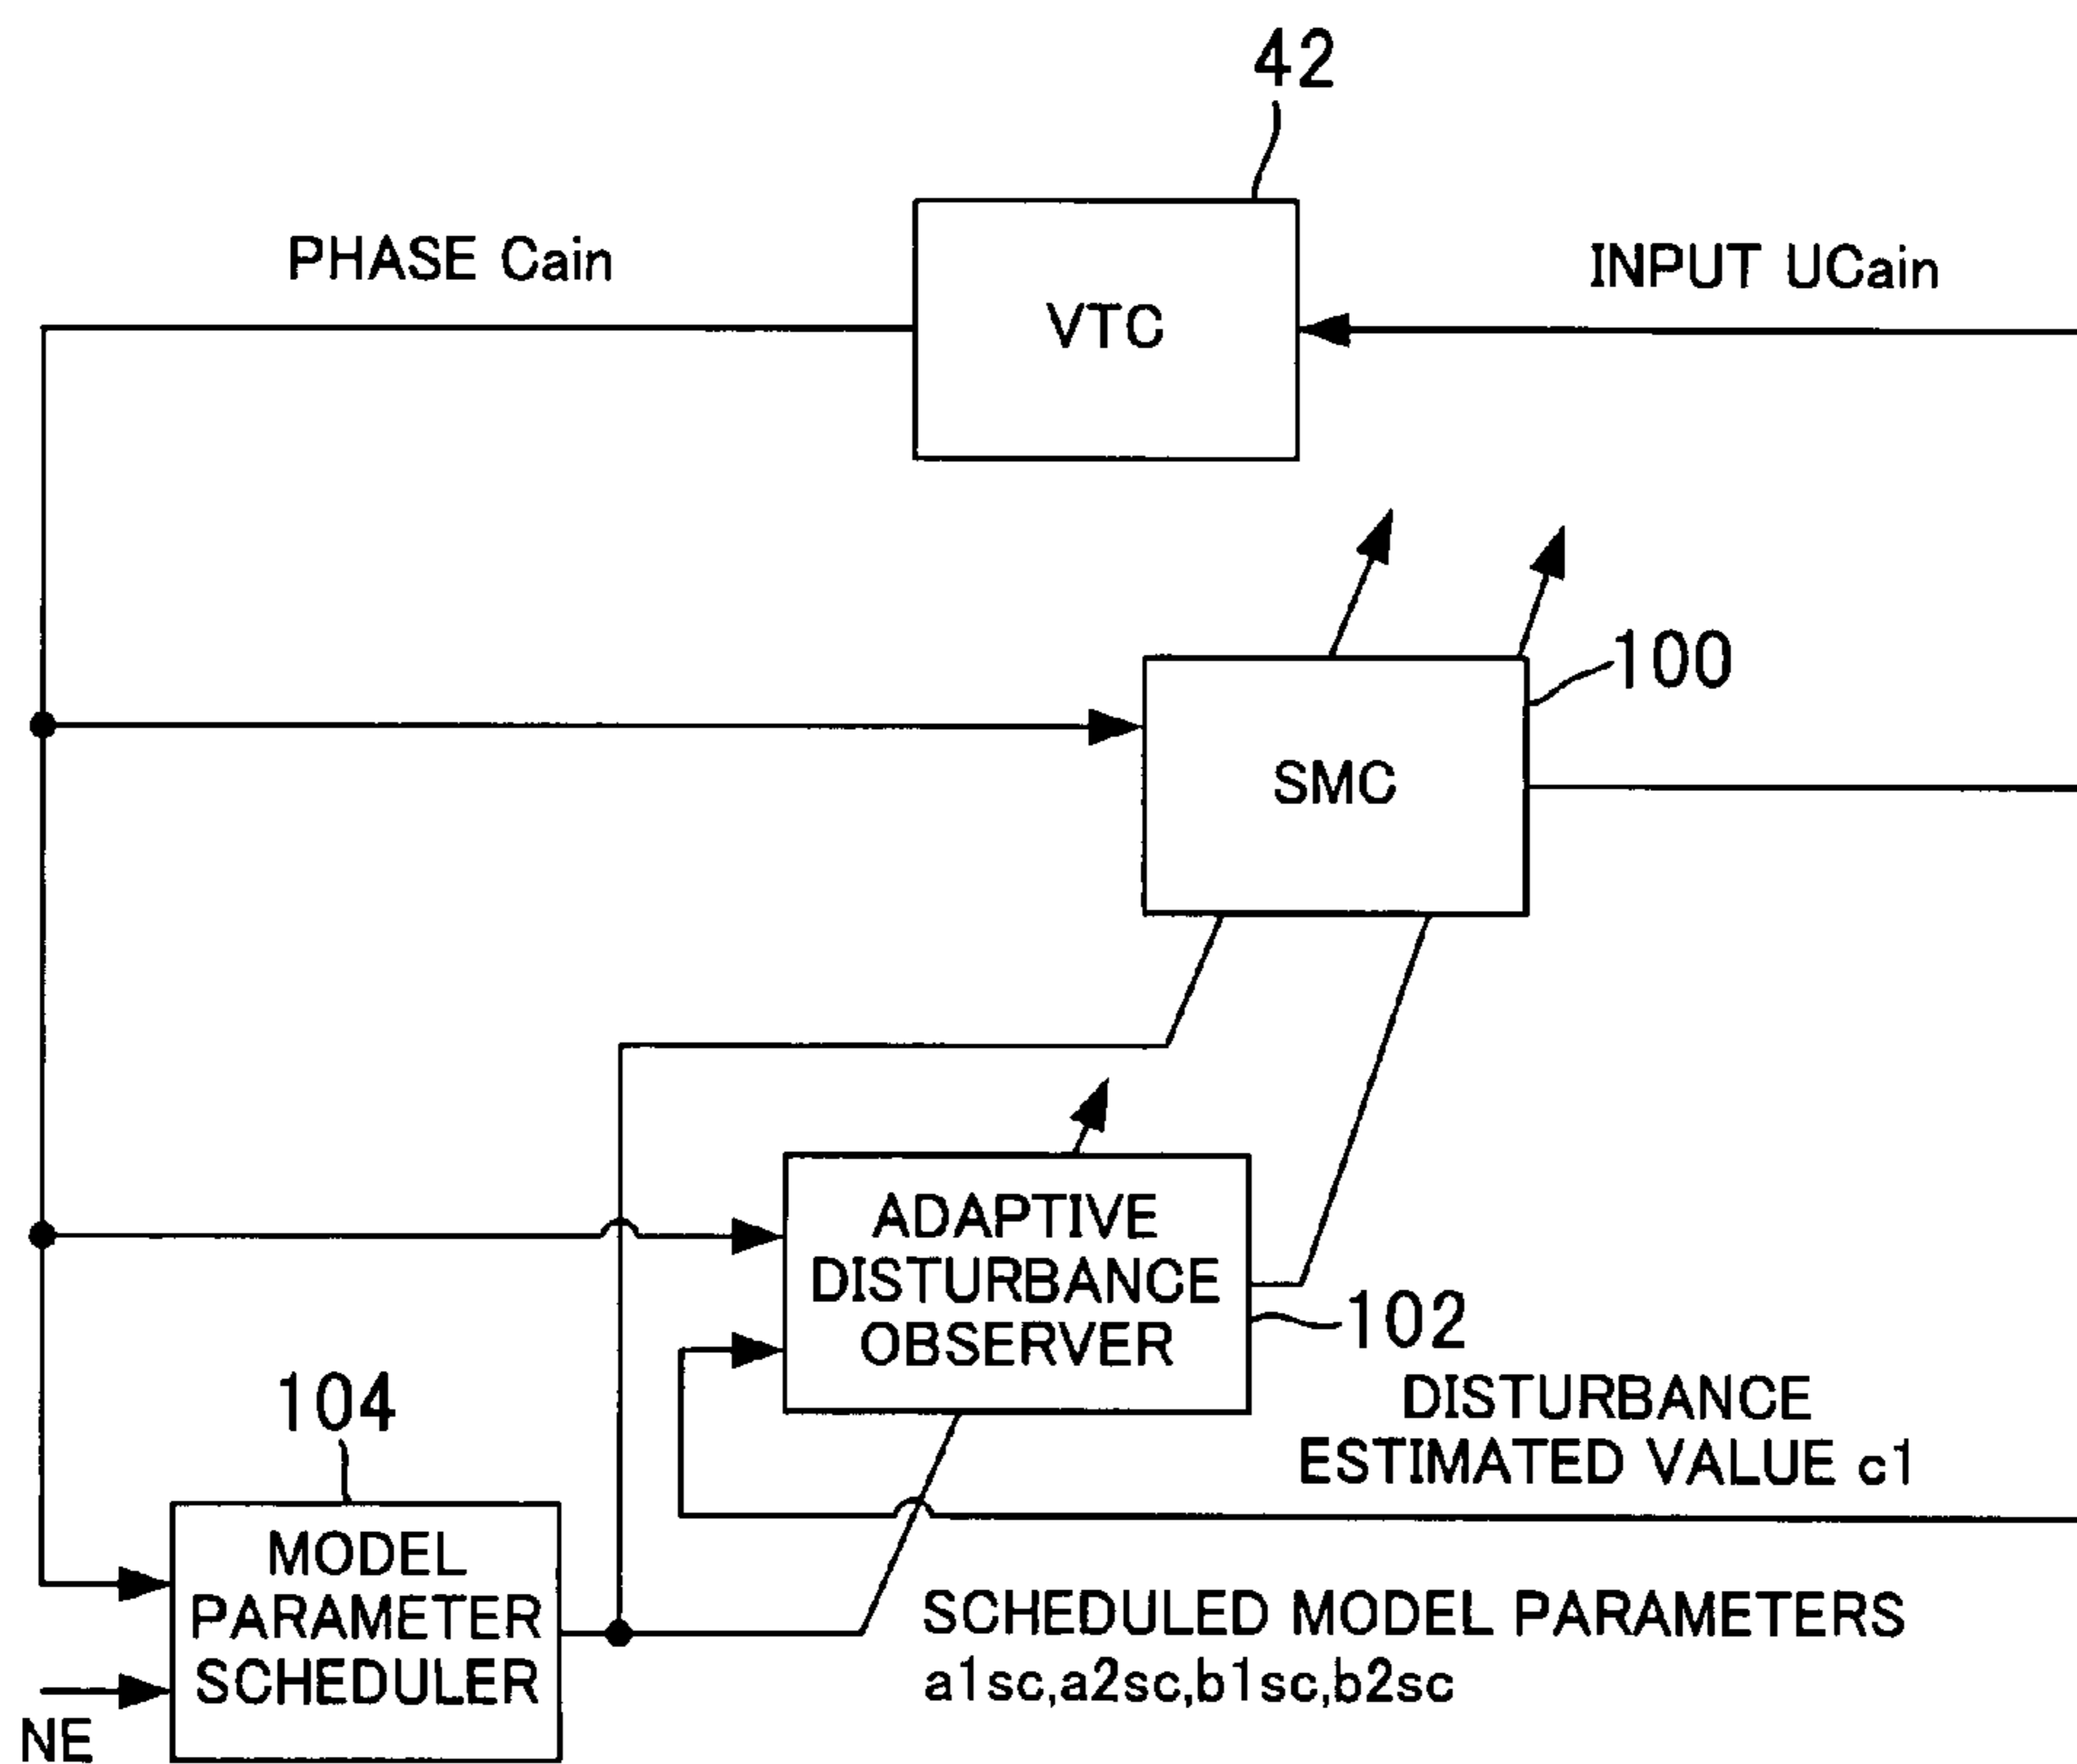 42
PHASE Cain
INPUT UCain
VTC
100
SMC
ADAPTIVE
DISTURBANCE
OBSERVER
102
DISTURBANCE
ESTIMATED VALUE c1
104
MODEL
PARAMETER
SCHEDULER
SCHEDULED MODEL PARAMETERS
a1sc,a2sc,b1sc,b2sc
NE